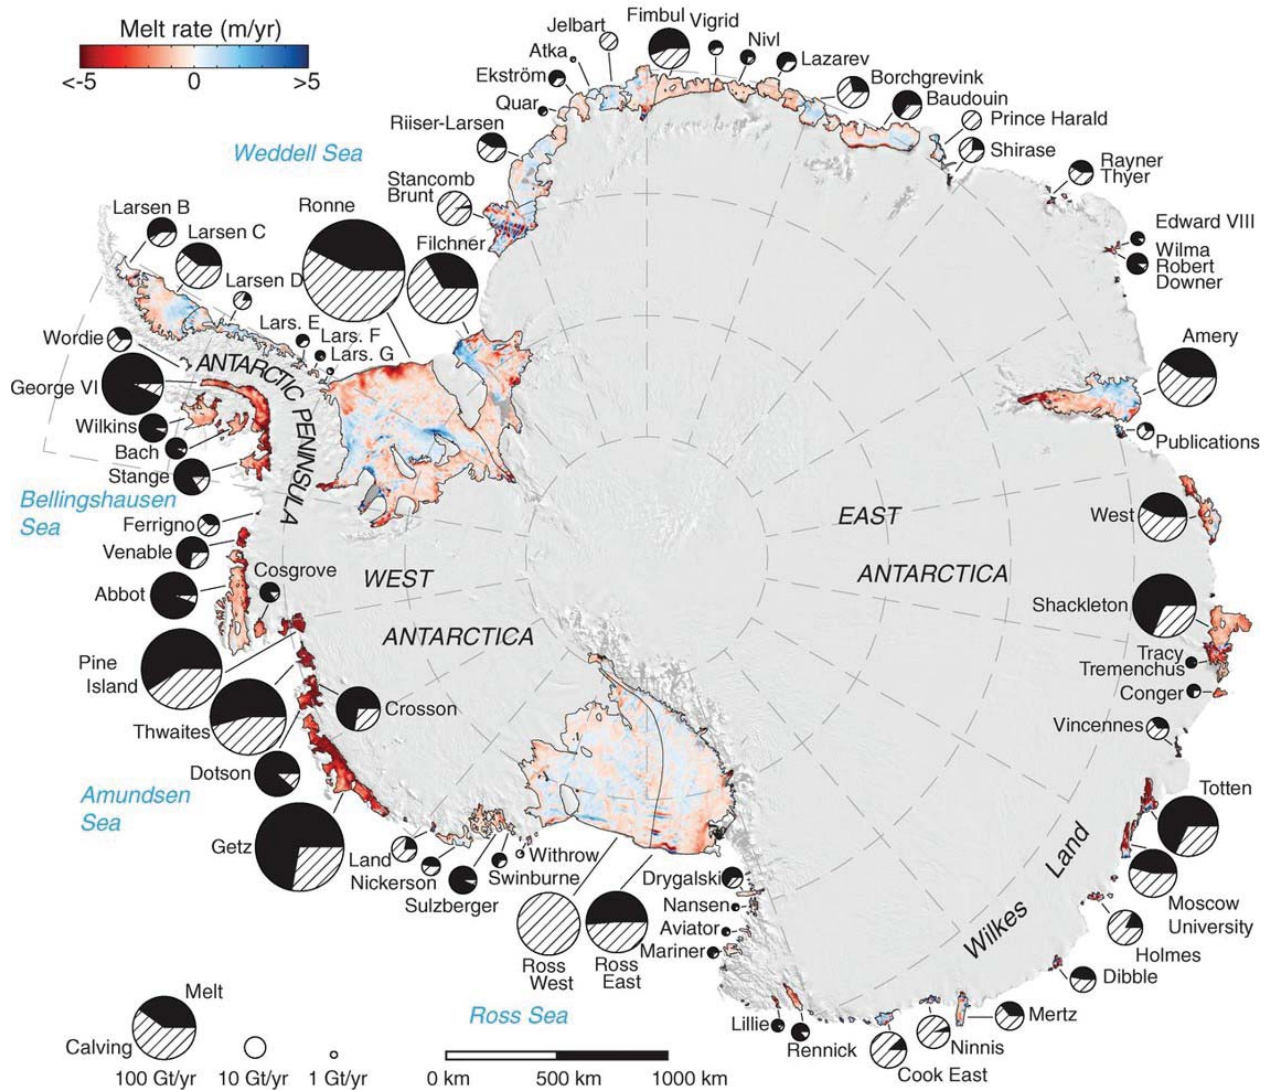 Melt rate (m/yr)
<-5
0
>5
Weddell Sea
Jelbart
Fimbul
Vigrid
Atka
Nivl
Ekström
Lazarev
Quar
Borchgrevink
Baudouin
Riiser-Larsen
Prince Harald
Shirase
Stancomb
Brunt
Rayner
Thyer
Ronne
Filchner
Larsen B
Larsen C
Larsen D
Edward VIII
Wilma
Robert
Downer
Lars. E
Lars. F
Lars. G
Wordie
Amery
ANTARCTIC PENINSULA
George VI
Wilkins
Bach
Publications
Stange
Bellingshausen
Sea
Ferrigno
EAST
ANTARCTICA
West
Venable
Cosgrove
WEST
ANTARCTICA
Abbot
Shackleton
Pine
Island
Tracy
Tremenchus
Conger
Thwaites
Crosson
Vincennes
Dotson
Totten
Amundsen
Sea
Getz
Land
Nickerson
Withrow
Swinburne
Sulzberger
Drygalski
Nansen
Aviator
Mariner
Wilkes Land
Moscow
University
Holmes
Dibble
Ross
West
Ross
East
Ross Sea
Lillie
Rennick
Cook East
Ninnis
Mertz
Melt
Calving
100 Gt/yr
10 Gt/yr
1 Gt/yr
0 km
500 km
1000 km